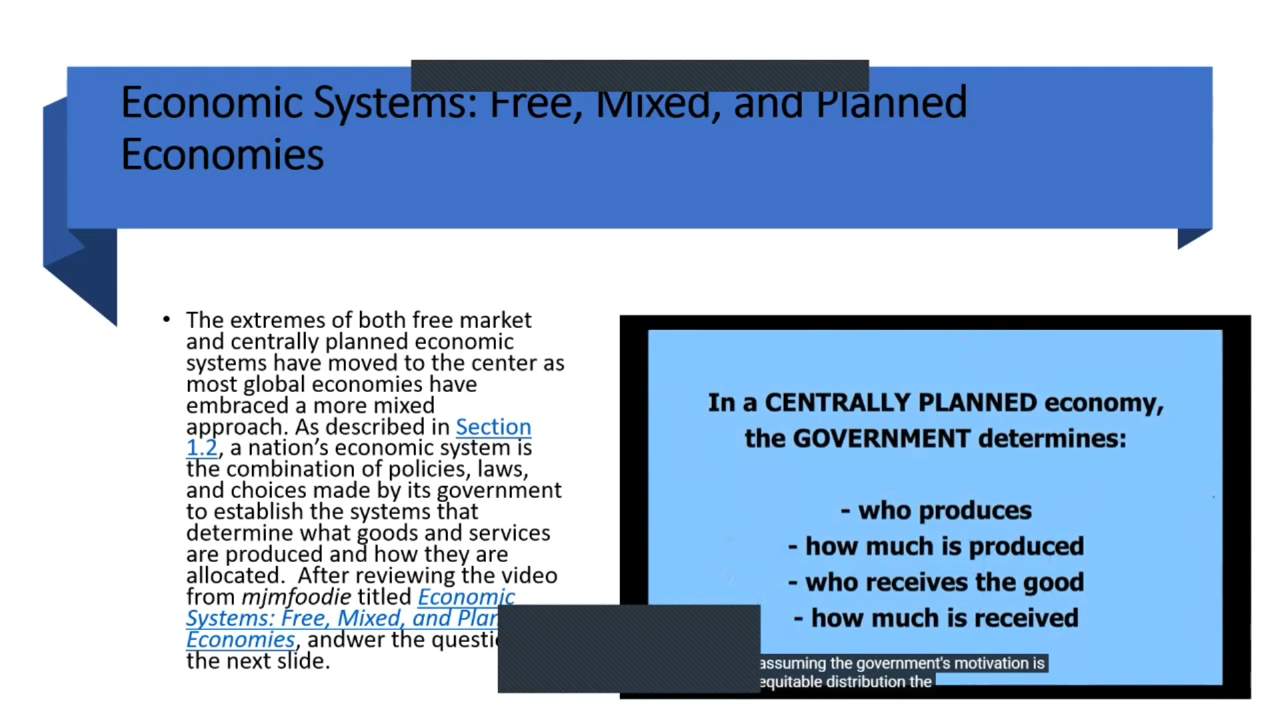 Economic Systems: Free, Mixed, and Planned
Economies
• The extremes of both free market
and centrally planned economic
systems have moved to the center as
most global economies have
embraced a more mixed
approach. As described in Section
1.2, a nation’s economic system is
the combination of policies, laws,
and choices made by its government
to establish the systems that
determine what goods and services
are produced and how they are
allocated.  After reviewing the video
from mjmfoodie titled Economic
Systems: Free, Mixed, and
Economies, andwer the
the next slide.
In a CENTRALLY PLANNED economy,
the GOVERNMENT determines:
- who produces
- how much is produced
- who receives the good
- how much is received
assuming the government's motivation is
equitable distribution the